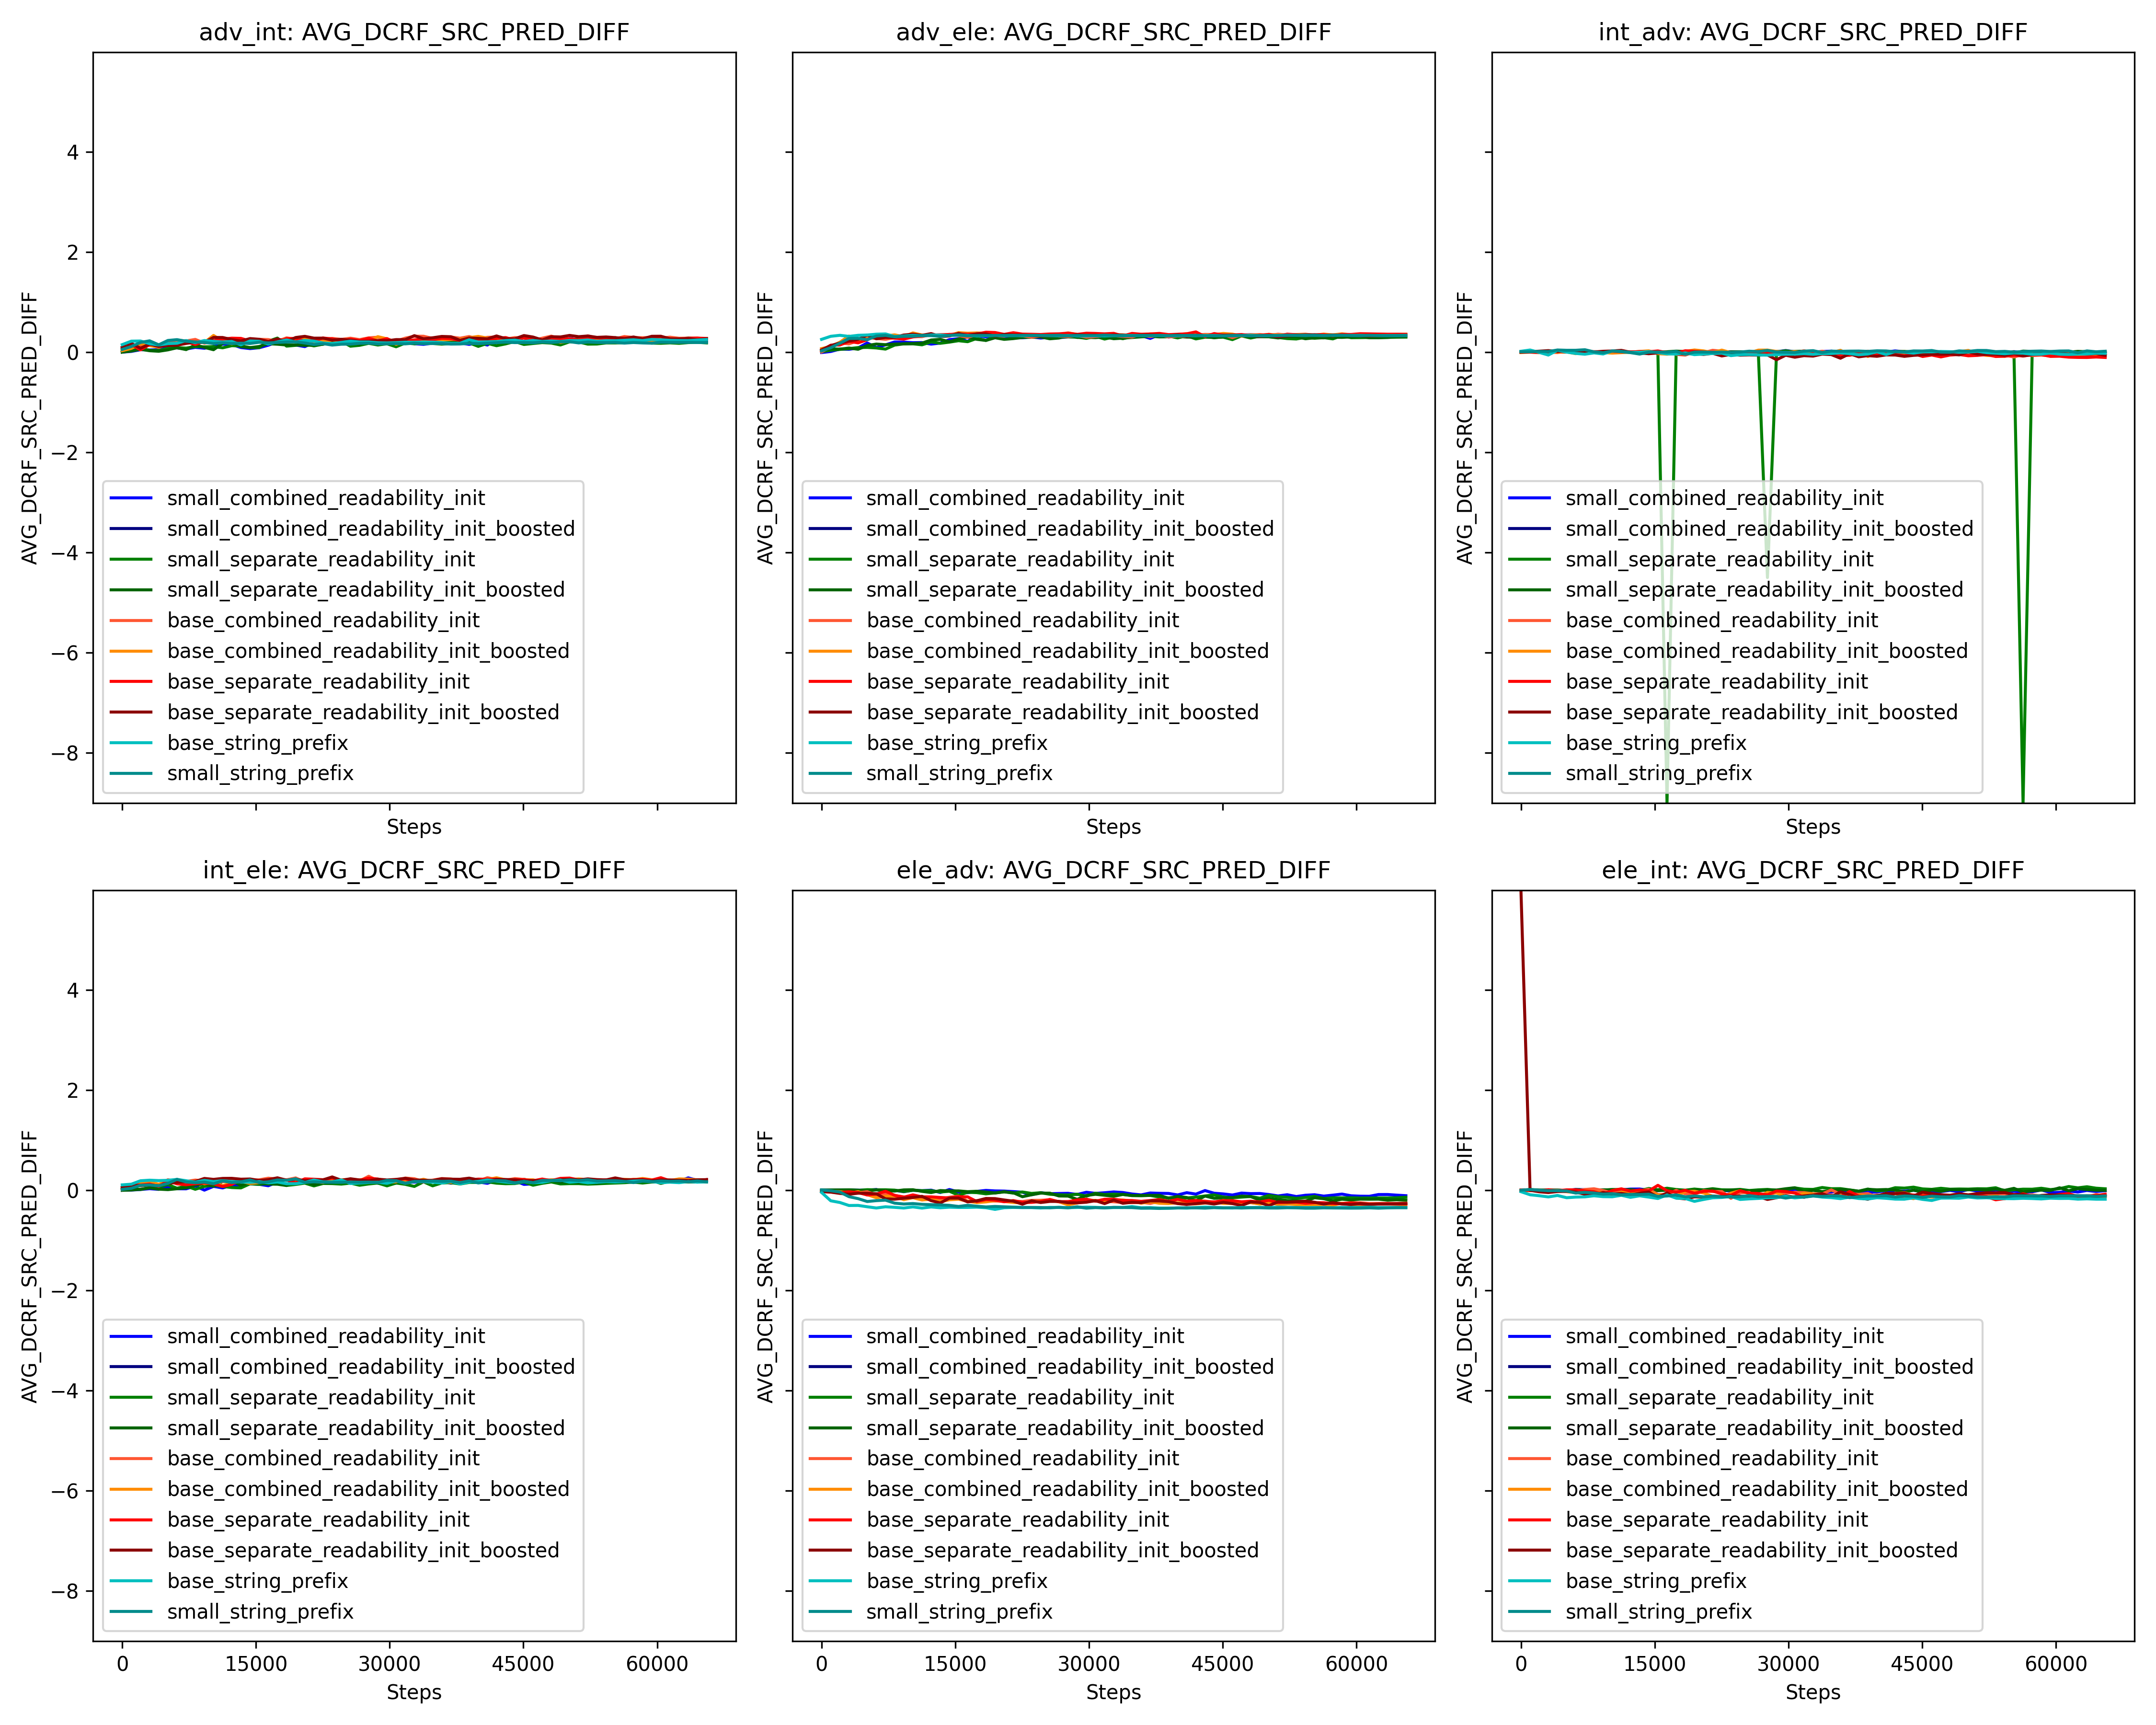 adv_int: AVG_DCRF_SRC_PRED_DIFF
AVG_DCRF_SRC_PRED_DIFF
4
2
0
−2
−4
−6
−8
small_combined_readability_init
small_combined_readability_init_boosted
small_separate_readability_init
small_separate_readability_init_boosted
base_combined_readability_init
base_combined_readability_init_boosted
base_separate_readability_init
base_separate_readability_init_boosted
base_string_prefix
small_string_prefix
Steps
adv_ele: AVG_DCRF_SRC_PRED_DIFF
AVG_DCRF_SRC_PRED_DIFF
small_combined_readability_init
small_combined_readability_init_boosted
small_separate_readability_init
small_separate_readability_init_boosted
base_combined_readability_init
base_combined_readability_init_boosted
base_separate_readability_init
base_separate_readability_init_boosted
base_string_prefix
small_string_prefix
Steps
int_adv: AVG_DCRF_SRC_PRED_DIFF
AVG_DCRF_SRC_PRED_DIFF
small_combined_readability_init
small_combined_readability_init_boosted
small_separate_readability_init
small_separate_readability_init_boosted
base_combined_readability_init
base_combined_readability_init_boosted
base_separate_readability_init
base_separate_readability_init_boosted
base_string_prefix
small_string_prefix
Steps
int_ele: AVG_DCRF_SRC_PRED_DIFF
AVG_DCRF_SRC_PRED_DIFF
4
2
0
−2
−4
−6
−8
small_combined_readability_init
small_combined_readability_init_boosted
small_separate_readability_init
small_separate_readability_init_boosted
base_combined_readability_init
base_combined_readability_init_boosted
base_separate_readability_init
base_separate_readability_init_boosted
base_string_prefix
small_string_prefix
0 15000 30000 45000 60000
Steps
ele_adv: AVG_DCRF_SRC_PRED_DIFF
AVG_DCRF_SRC_PRED_DIFF
small_combined_readability_init
small_combined_readability_init_boosted
small_separate_readability_init
small_separate_readability_init_boosted
base_combined_readability_init
base_combined_readability_init_boosted
base_separate_readability_init
base_separate_readability_init_boosted
base_string_prefix
small_string_prefix
0 15000 30000 45000 60000
Steps
ele_int: AVG_DCRF_SRC_PRED_DIFF
AVG_DCRF_SRC_PRED_DIFF
small_combined_readability_init
small_combined_readability_init_boosted
small_separate_readability_init
small_separate_readability_init_boosted
base_combined_readability_init
base_combined_readability_init_boosted
base_separate_readability_init
base_separate_readability_init_boosted
base_string_prefix
small_string_prefix
0 15000 30000 45000 60000
Steps